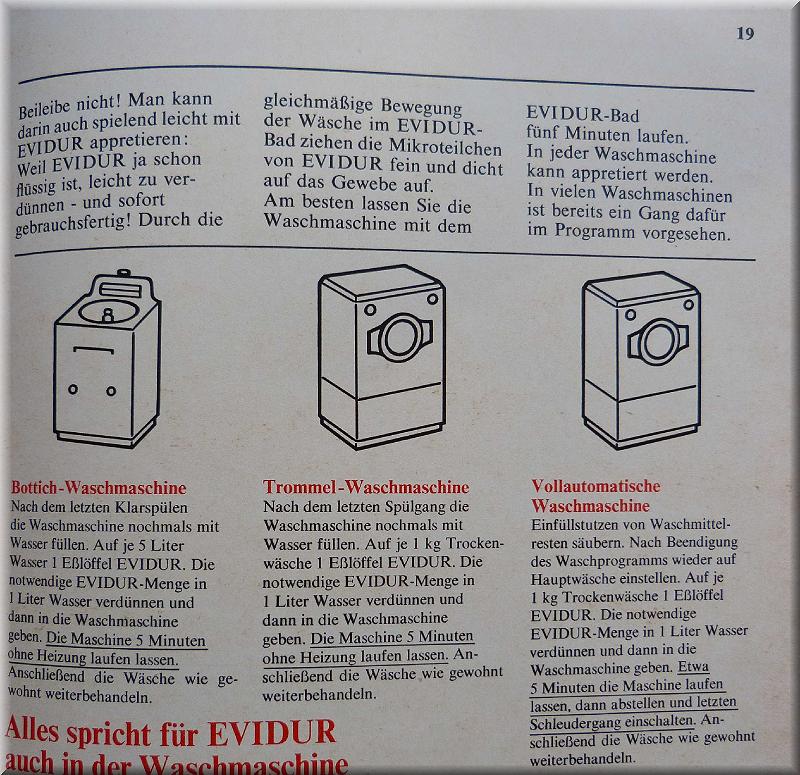 19
Beileibe nicht! Man kann
darin auch spielend leicht mit
EVIDUR appretieren:
Weil EVIDUR ja schon
flüssig ist, leicht zu ver-
dünnen - und sofort
gebrauchsfertig! Durch die
gleichmäßige Bewegung
der Wäsche im EVIDUR-
Bad ziehen die Mikroteilchen
von EVIDUR fein und dicht
auf das Gewebe auf.
Am besten lassen Sie die
Waschmaschine mit dem
EVIDUR-Bad
fünf Minuten laufen.
In jeder Waschmaschine
kann appretiert werden.
In vielen Waschmaschinen
ist bereits ein Gang dafür
im Programm vorgesehen.
Bottich-Waschmaschine
Nach dem letzten Klarspülen
die Waschmaschine nochmals mit
Wasser füllen. Auf je 5 Liter
Wasser 1 Eßlöffel EVIDUR. Die
notwendige EVIDUR-Menge in
1 Liter Wasser verdünnen und
dann in die Waschmaschine
geben. Die Maschine 5 Minuten
ohne Heizung laufen lassen.
Anschließend die Wäsche wie ge-
wohnt weiterbehandeln.
Trommel-Waschmaschine
Nach dem letzten Spülgang die
Waschmaschine nochmals mit
Wasser füllen. Auf je 1 kg Trocken-
wäsche 1 Eßlöffel EVIDUR. Die
notwendige EVIDUR-Menge in
1 Liter Wasser verdünnen und
dann in die Waschmaschine
geben. Die Maschine 5 Minuten
ohne Heizung laufen lassen. An-
schließend die Wäsche wie gewohnt
weiterbehandeln.
Vollautomatische
Waschmaschine
Einfüllstutzen von Waschmittel-
resten säubern. Nach Beendigung
des Waschprogramms wieder auf
Hauptwäsche einstellen. Auf je
1 kg Trockenwäsche 1 Eßlöffel
EVIDUR. Die notwendige
EVIDUR-Menge in 1 Liter Wasser
verdünnen und dann in die
Waschmaschine geben. Etwa
5 Minuten die Maschine laufen
lassen, dann abstellen und letzten
Schleudergang einschalten. An-
schließend die Wäsche wie gewohnt
weiterbehandeln.
Alles spricht für EVIDUR
auch in der Waschmaschine